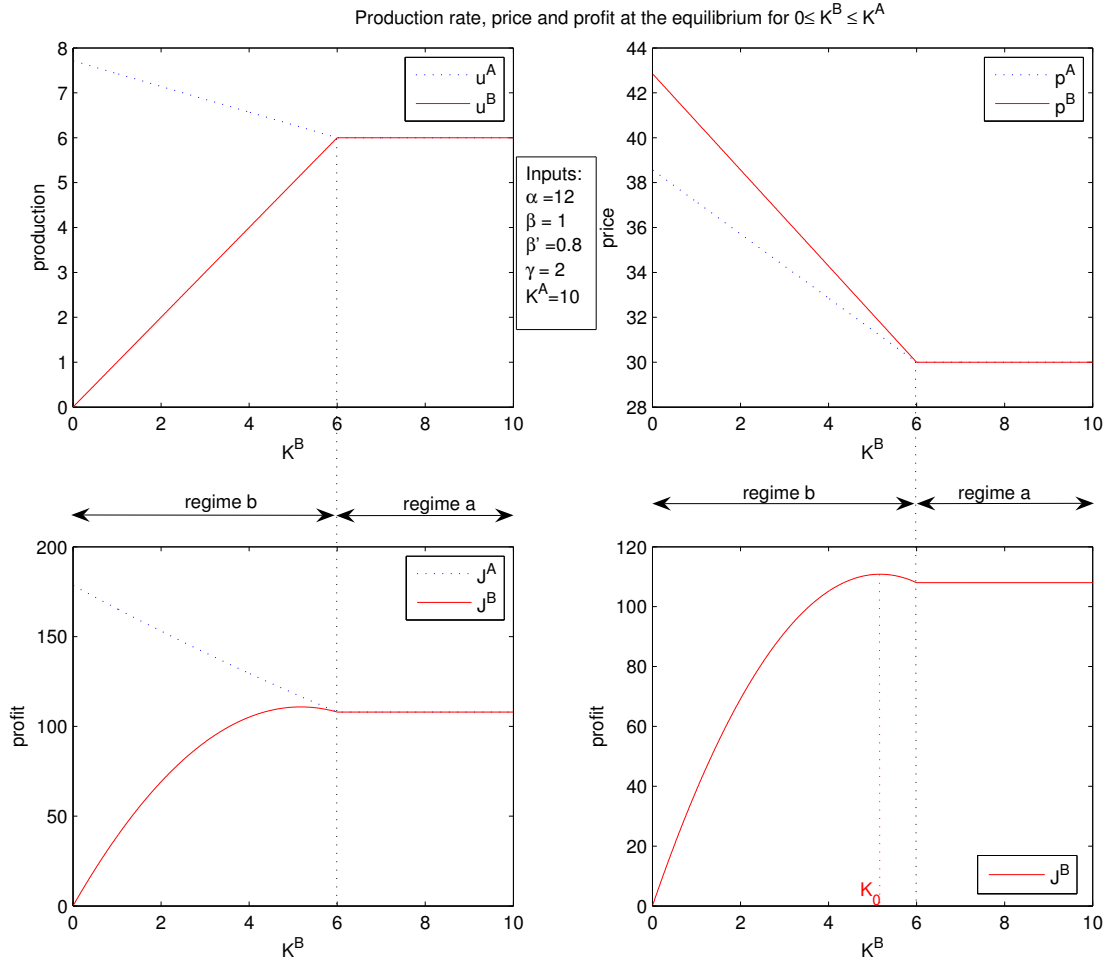 Production rate, price and profit at the equilibrium for 0≤ K^B ≤ K^A
8
7
6
5
4
3
2
1
0
production
u^A
u^B
0 2 4 6 8 10
K^B
Inputs:
α =12
β = 1
β' =0.8
γ = 2
K^A=10
44
42
40
38
36
34
32
30
28
price
p^A
p^B
0 2 4 6 8 10
K^B
regime b
regime a
regime b
regime a
200
150
100
50
0
profit
J^A
J^B
0 2 4 6 8 10
K^B
120
100
80
60
40
20
0
profit
K_0
J^B
0 2 4 6 8 10
K^B